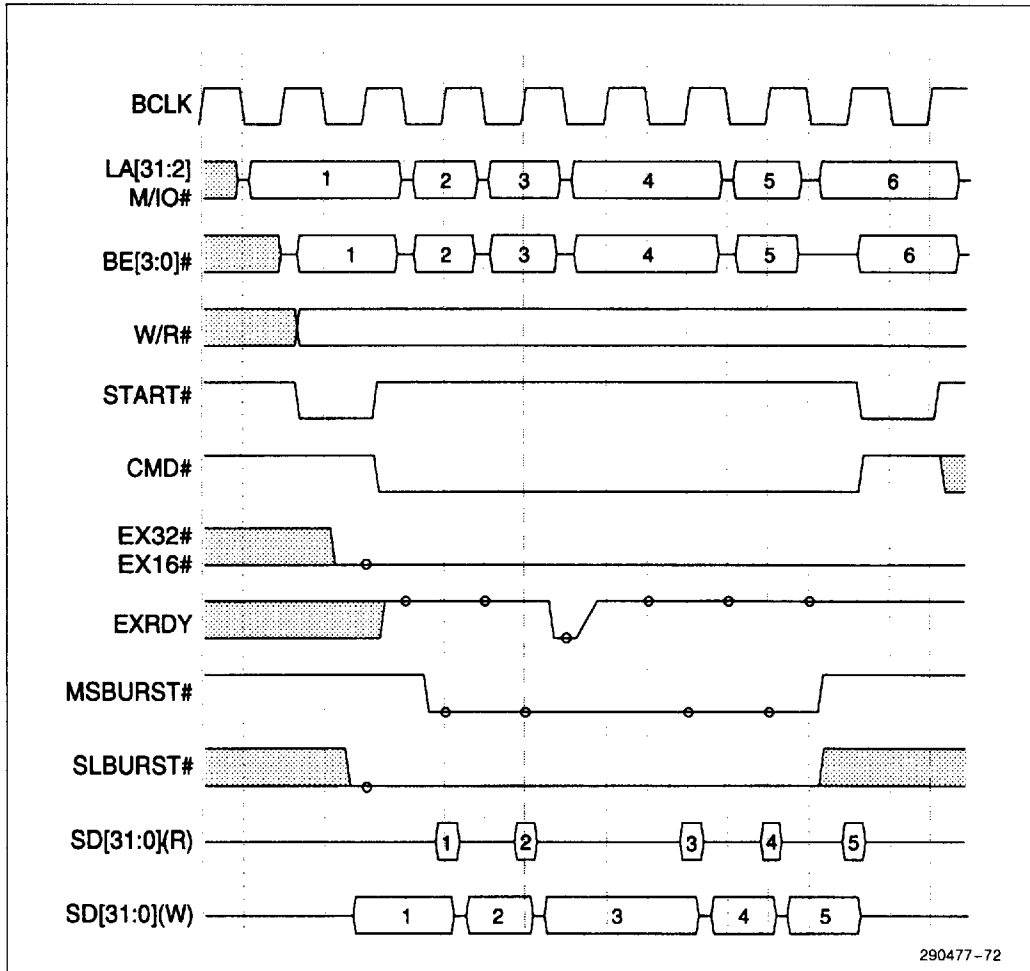 BCLK
LA[31:2]
M/IO#
1 2 3 4 5 6
BE[3:0]#
1 2 3 4 5 6
W/R#
START#
CMD#
EX32#
EX16#
EXRDY
MSBURST#
SLBURST#
SD[31:0](R)
1 2 3 4 5
SD[31:0](W)
1 2 3 4 5
290477-72